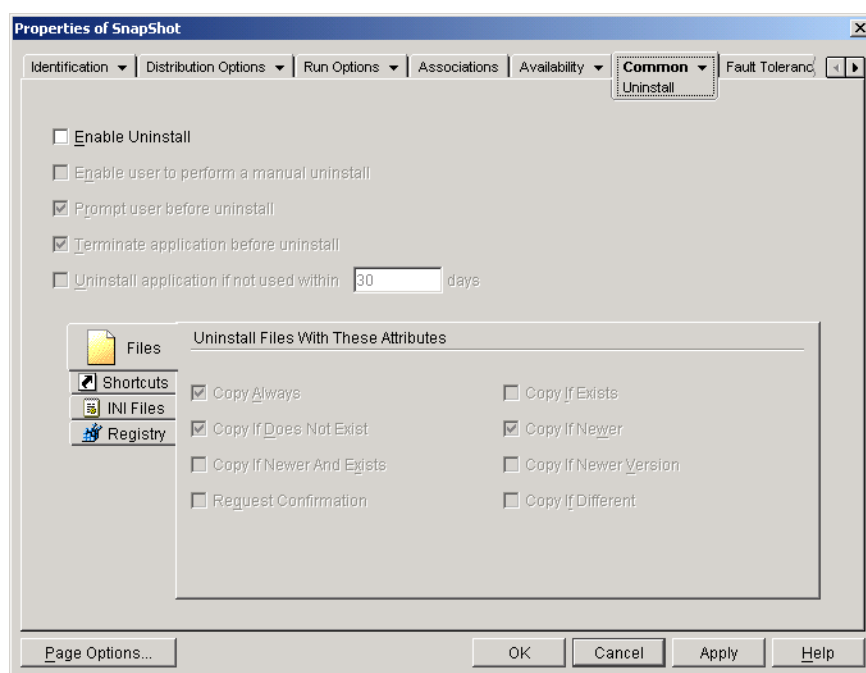 Properties of SnapShot
Identification
Distribution Options
Run Options
Associations
Availability
Common
Fault Toleranc
Uninstall
Enable Uninstall
Enable user to perform a manual uninstall
Prompt user before uninstall
Terminate application before uninstall
Uninstall application if not used within 30 days
Files
Shortcuts
INI Files
Registry
Uninstall Files With These Attributes
Copy Always
Copy If Exists
Copy If Does Not Exist
Copy If Newer
Copy If Newer And Exists
Copy If Newer Version
Request Confirmation
Copy If Different
Page Options...
OK
Cancel
Apply
Help